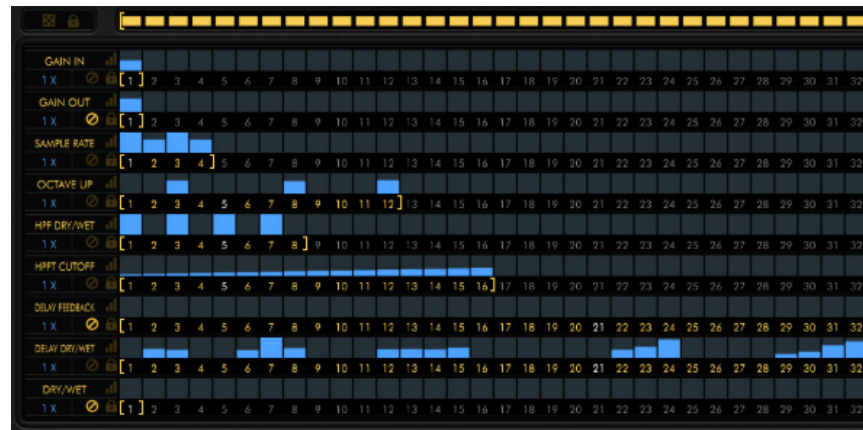 GAIN IN
1 X [1] 2 3 4 5 6 7 8 9 10 11 12 13 14 15 16 17 18 19 20 21 22 23 24 25 26 27 28 29 30 31 32
GAIN OUT
1 X [1] 2 3 4 5 6 7 8 9 10 11 12 13 14 15 16 17 18 19 20 21 22 23 24 25 26 27 28 29 30 31 32
SAMPLE RATE
1 X [1 2 3 4] 5 6 7 8 9 10 11 12 13 14 15 16 17 18 19 20 21 22 23 24 25 26 27 28 29 30 31 32
OCTAVE UP
1 X [1 2 3 4 5 6 7 8 9 10 11 12] 13 14 15 16 17 18 19 20 21 22 23 24 25 26 27 28 29 30 31 32
HPF DRY/WET
1 X [1 2 3 4 5 6 7 8] 9 10 11 12 13 14 15 16 17 18 19 20 21 22 23 24 25 26 27 28 29 30 31 32
HPFT CUTOFF
1 X [1 2 3 4 5 6 7 8 9 10 11 12 13 14 15 16] 17 18 19 20 21 22 23 24 25 26 27 28 29 30 31 32
DELAY FEEDBACK
1 X [1 2 3 4 5 6 7 8 9 10 11 12 13 14 15 16 17 18 19 20 21 22 23 24 25 26 27 28 29 30 31 32
DELAY DRY/WET
1 X [1 2 3 4 5 6 7 8 9 10 11 12 13 14 15 16 17 18 19 20 21 22 23 24 25 26 27 28 29 30 31 32
DRY/WET
1 X [1] 2 3 4 5 6 7 8 9 10 11 12 13 14 15 16 17 18 19 20 21 22 23 24 25 26 27 28 29 30 31 32